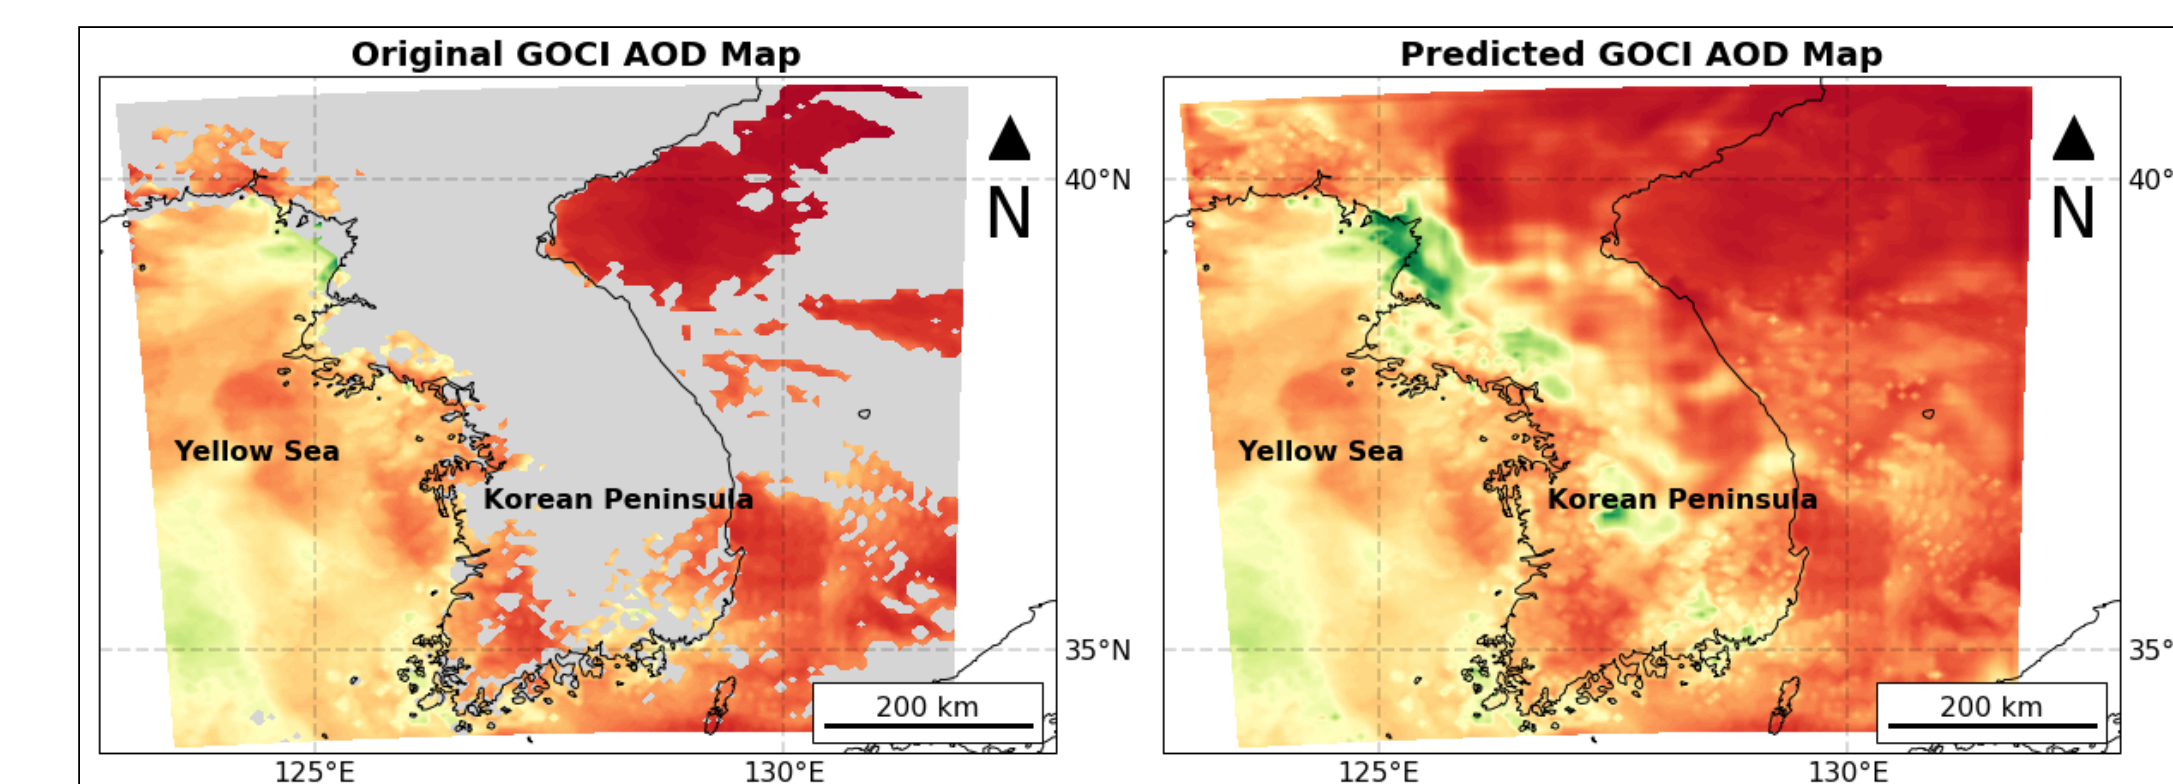 Original GOCI AOD Map
N
40°N
Yellow Sea
Korean Peninsula
35°N
200 km
125°E
130°E
Predicted GOCI AOD Map
N
40°
Yellow Sea
Korean Peninsula
35°
200 km
125°E
130°E